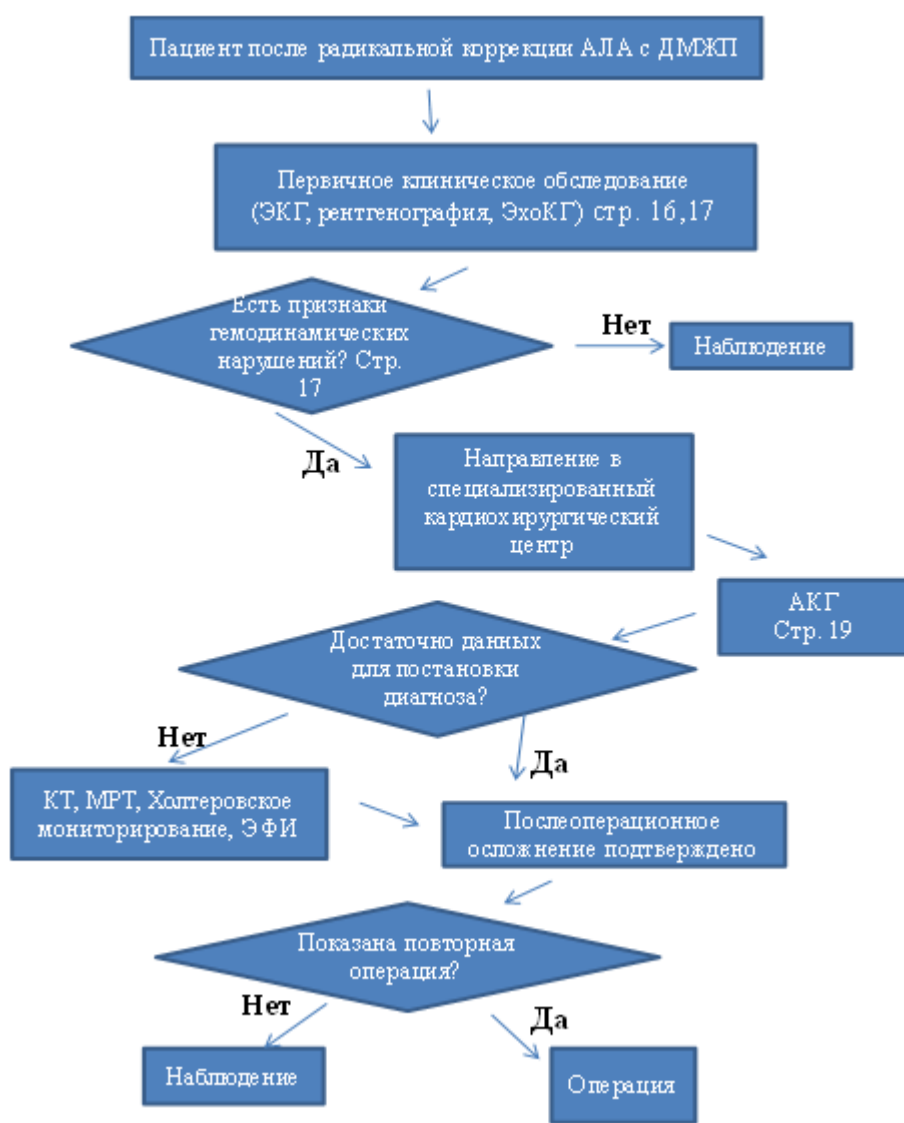 Пациент после радикальной коррекции АЛА с ДМЖП
Первичное клиническое обследование
(ЭКГ, рентгенография, ЭхоКГ) стр. 16,17
Есть признаки
гемодинамических
нарушений? Стр.
17
Нет
Наблюдение
Да
Направление в
специализированный
кардиохирургический
центр
АКГ
Стр. 19
Достаточно данных
для постановки
диагноза?
Нет
Да
КТ, МРТ, Холтеровское
мониторирование, ЭФИ
Послеоперационное
осложнение подтверждено
Показана повторная
операция?
Нет
Да
Наблюдение
Операция